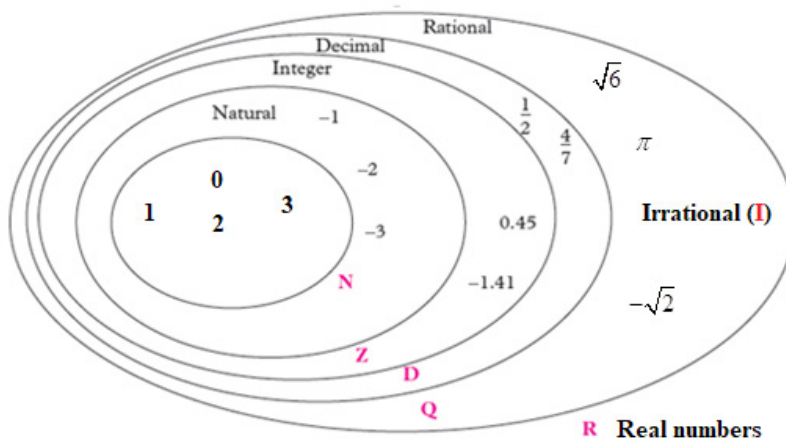 Rational
Decimal
Integer
Natural
−1
−2
−3
0
1
2
3
N
Z
1/2
4/7
0.45
−1.41
D
Q
√6
π
Irrational (I)
−√2
R Real numbers